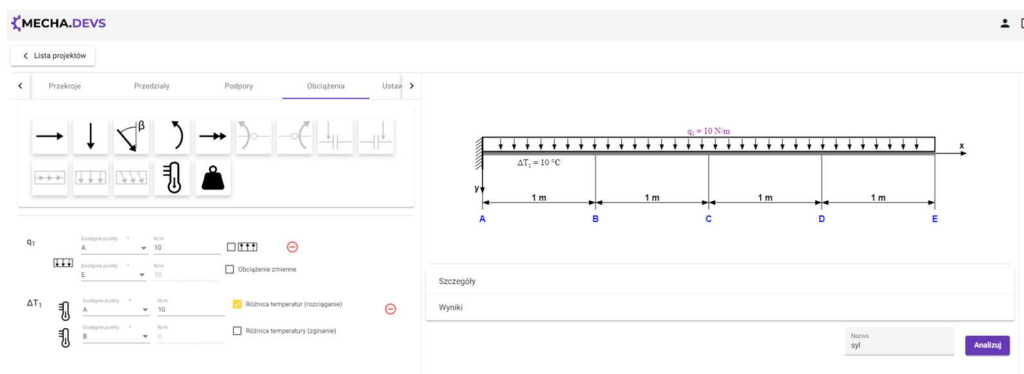 MECHA.DEVS
Lista projektów
Przekroje Przedziały Podpory Obciążenia Ustaw
β
q₁ = 10 N/m
x
ΔT₁ = 10 °C
y
1 m 1 m 1 m 1 m
A B C D E
q₁
Dostępne punkty * N/m
A 10
Dostępne punkty * N/m
E 10
Obciążenie zmienne
ΔT₁
Dostępne punkty * N/m
A 10
Różnica temperatur (rozciąganie)
Dostępne punkty * N/m
B 0
Różnica temperatury (zginanie)
Szczegóły
Wyniki
Nazwa
syl
Analizuj